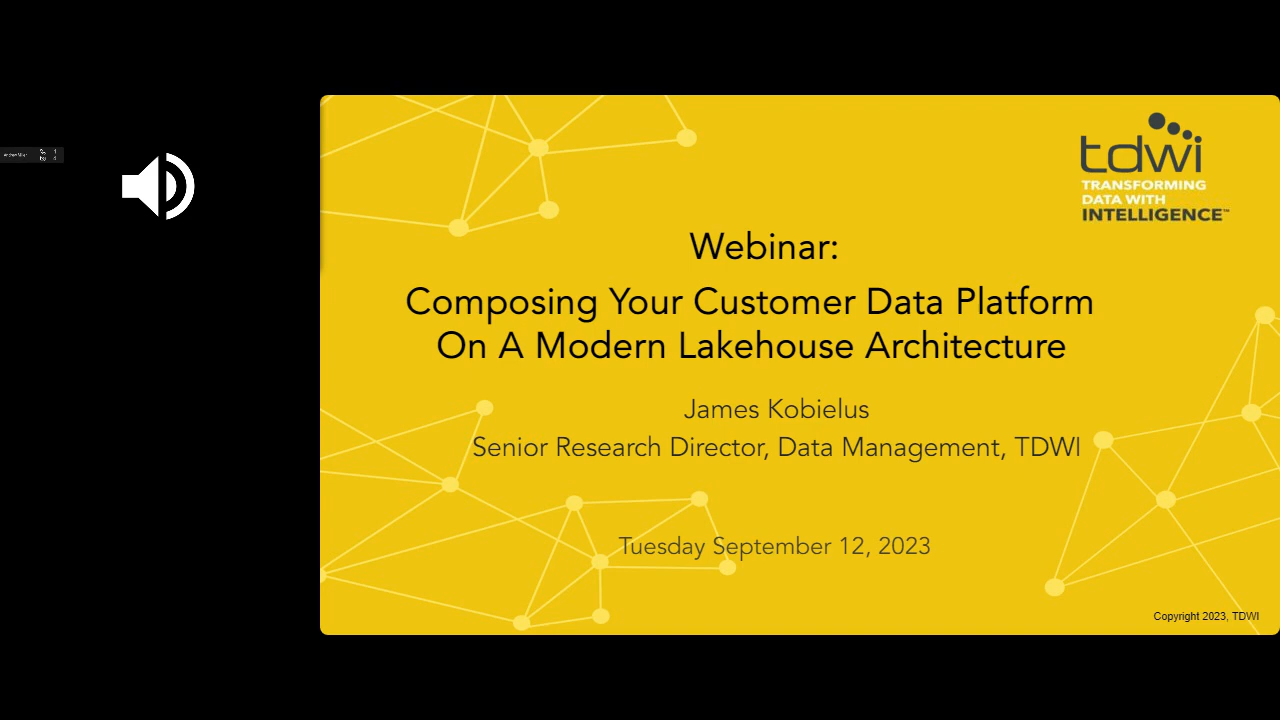 tdwi
TRANSFORMING
DATA WITH
INTELLIGENCE™
Webinar:
Composing Your Customer Data Platform
On A Modern Lakehouse Architecture
James Kobielus
Senior Research Director, Data Management, TDWI
Tuesday September 12, 2023
Copyright 2023, TDWI